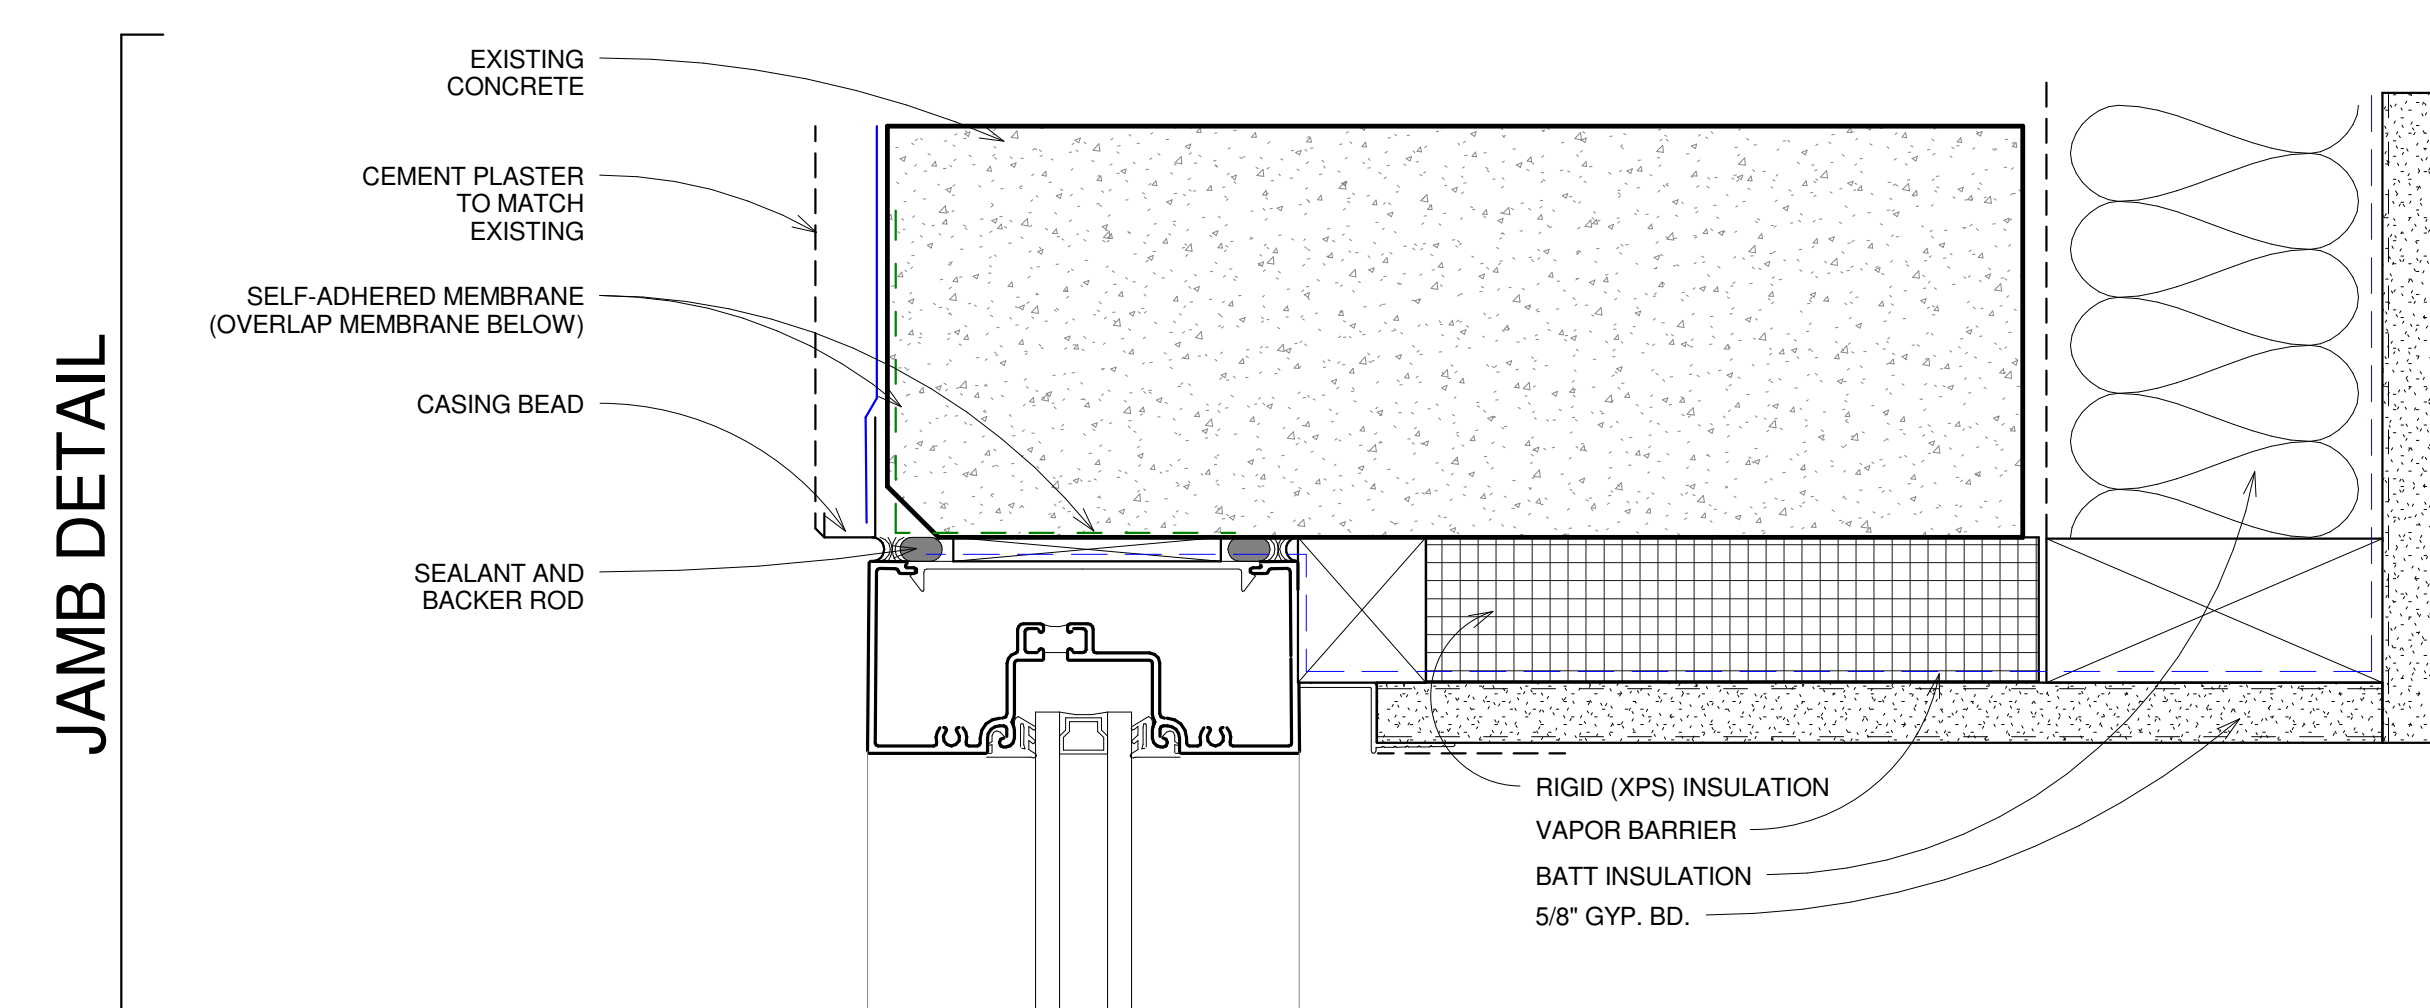 JAMB DETAIL
EXISTING
CONCRETE
CEMENT PLASTER
TO MATCH
EXISTING
SELF-ADHERED MEMBRANE
(OVERLAP MEMBRANE BELOW)
CASING BEAD
SEALANT AND
BACKER ROD
RIGID (XPS) INSULATION
VAPOR BARRIER
BATT INSULATION
5/8" GYP. BD.